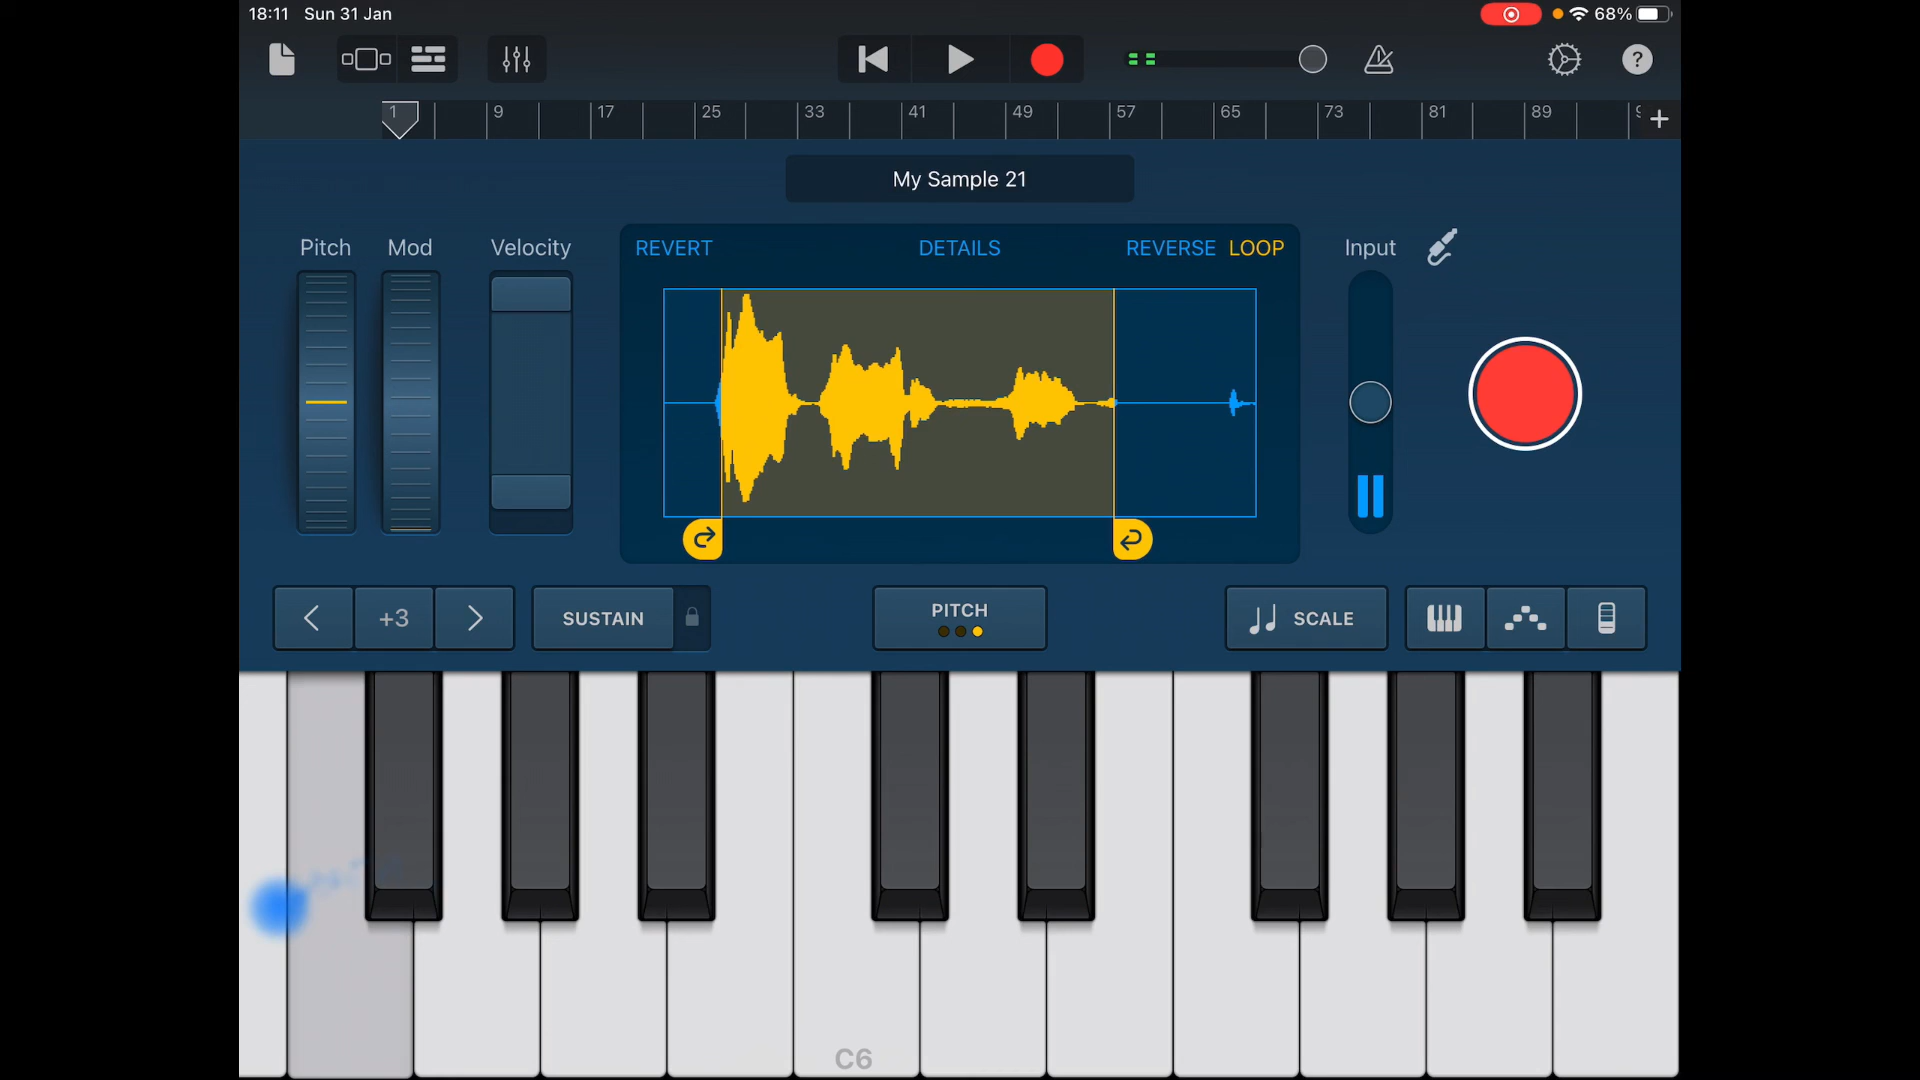 18:11 Sun 31 Jan 68%
1 9 17 25 33 41 49 57 65 73 81 89
My Sample 21
Pitch Mod Velocity
REVERT DETAILS REVERSE LOOP
Input
+3 SUSTAIN PITCH SCALE
C6